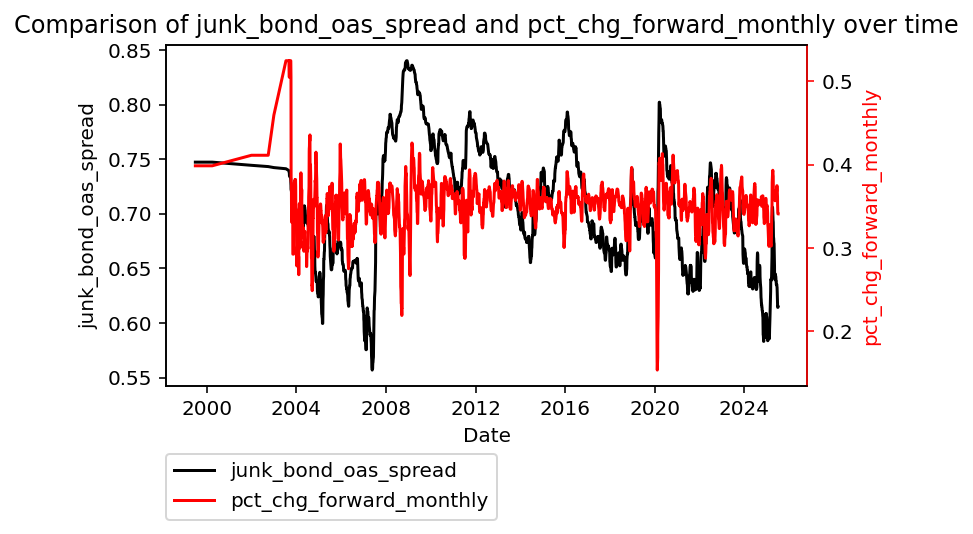 Comparison of junk_bond_oas_spread and pct_chg_forward_monthly over time
junk_bond_oas_spread
0.85
0.80
0.75
0.70
0.65
0.60
0.55
pct_chg_forward_monthly
0.5
0.4
0.3
0.2
2000 2004 2008 2012 2016 2020 2024
Date
junk_bond_oas_spread
pct_chg_forward_monthly